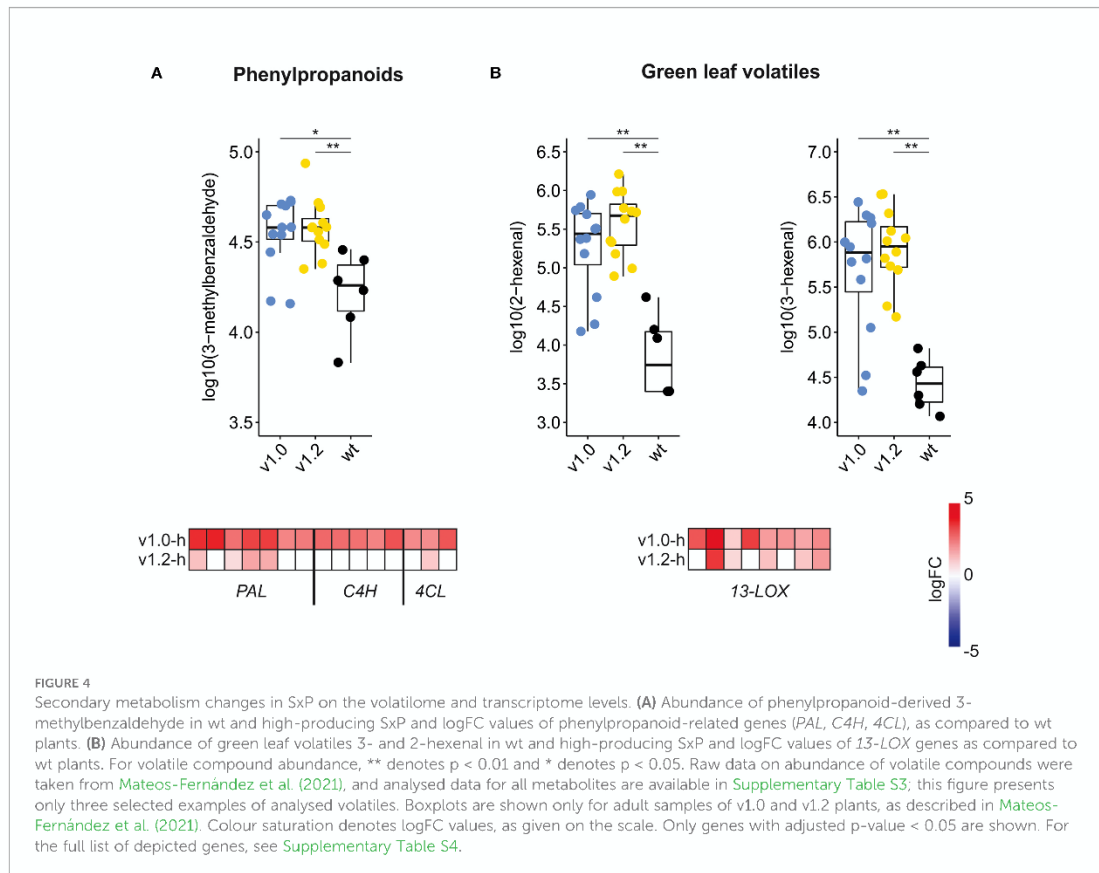 A Phenylpropanoids
B Green leaf volatiles
* 
**
log10(3−methylbenzaldehyde)
5.0
4.5
4.0
3.5
v1.0 v1.2 wt
**
**
log10(2−hexenal)
6.5
6.0
5.5
5.0
4.5
4.0
3.5
3.0
v1.0 v1.2 wt
**
**
log10(3−hexenal)
7.0
6.5
6.0
5.5
5.0
4.5
4.0
v1.0 v1.2 wt
v1.0-h
v1.2-h
PAL C4H 4CL
v1.0-h
v1.2-h
13-LOX
5
0
-5
logFC
FIGURE 4
Secondary metabolism changes in SxP on the volatilome and transcriptome levels. (A) Abundance of phenylpropanoid-derived 3-
methylbenzaldehyde in wt and high-producing SxP and logFC values of phenylpropanoid-related genes (PAL, C4H, 4CL), as compared to wt
plants. (B) Abundance of green leaf volatiles 3- and 2-hexenal in wt and high-producing SxP and logFC values of 13-LOX genes as compared to
wt plants. For volatile compound abundance, ** denotes p < 0.01 and * denotes p < 0.05. Raw data on abundance of volatile compounds were
taken from Mateos-Fernández et al. (2021), and analysed data for all metabolites are available in Supplementary Table S3; this figure presents
only three selected examples of analysed volatiles. Boxplots are shown only for adult samples of v1.0 and v1.2 plants, as described in Mateos-
Fernández et al. (2021). Colour saturation denotes logFC values, as given on the scale. Only genes with adjusted p-value < 0.05 are shown. For
the full list of depicted genes, see Supplementary Table S4.